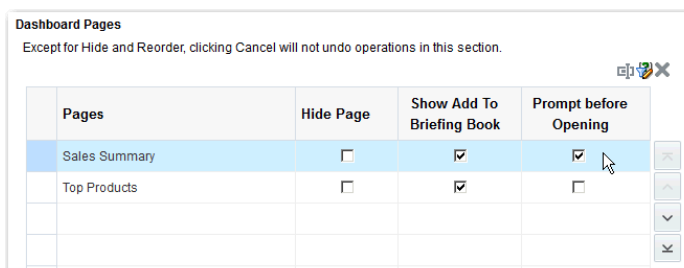 Dashboard Pages
Except for Hide and Reorder, clicking Cancel will not undo operations in this section.
Pages Hide Page Show Add To Briefing Book Prompt before Opening
Sales Summary
Top Products